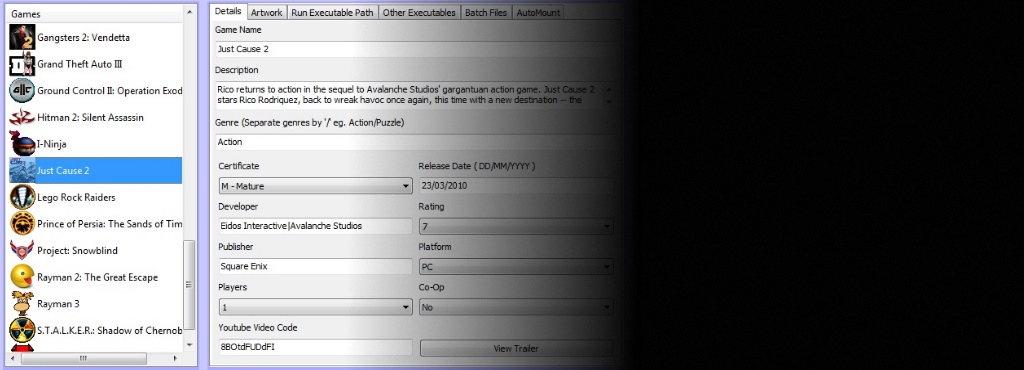 Games
Gangsters 2: Vendetta
Grand Theft Auto III
Ground Control II: Operation Exod
Hitman 2: Silent Assassin
I-Ninja
Just Cause 2
Lego Rock Raiders
Prince of Persia: The Sands of Tim
Project: Snowblind
Rayman 2: The Great Escape
Rayman 3
S.T.A.L.K.E.R.: Shadow of Chernob
Details Artwork Run Executable Path Other Executables Batch Files AutoMount
Game Name
Just Cause 2
Description
Rico returns to action in the sequel to Avalanche Studios' gargantuan action game. Just Cause 2
stars Rico Rodriquez, back to wreak havoc once again, this time with a new destination -- the
Genre (Separate genres by '/' eg. Action/Puzzle)
Action
Certificate Release Date ( DD/MM/YYYY )
M - Mature 23/03/2010
Developer Rating
Eidos Interactive|Avalanche Studios 7
Publisher Platform
Square Enix PC
Players Co-Op
1 No
Youtube Video Code
8BOtdFUDdFI View Trailer